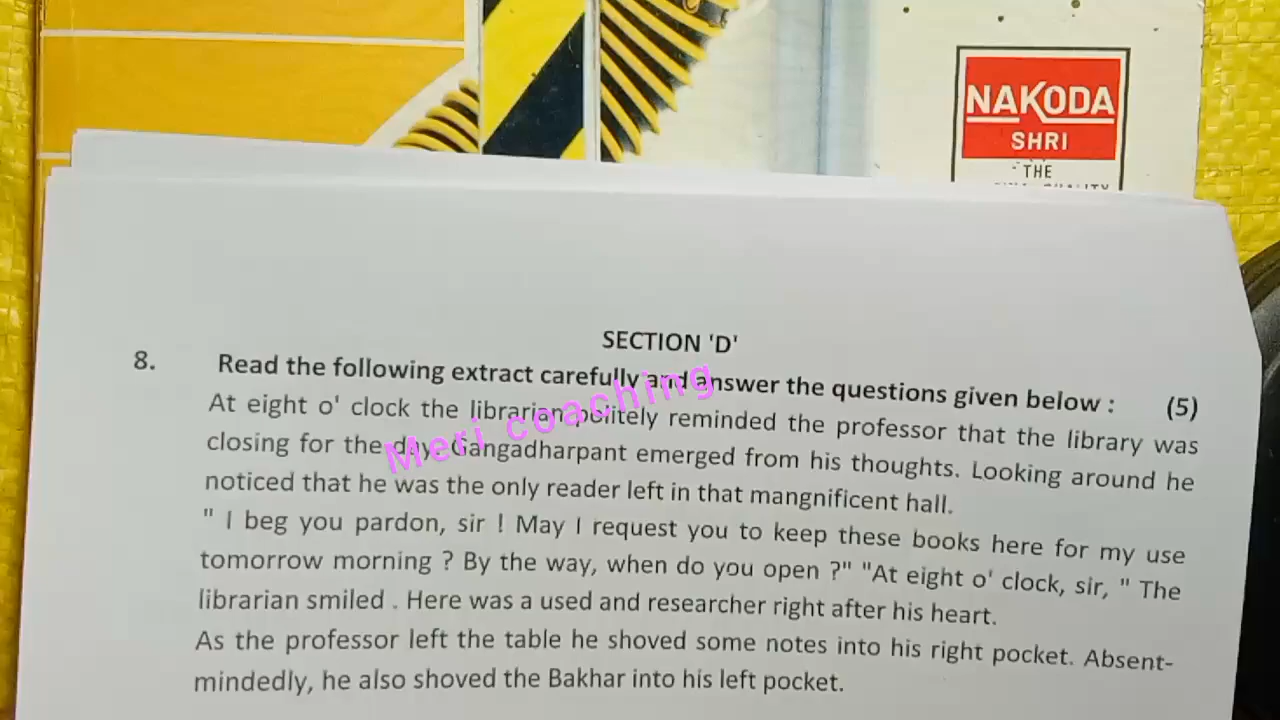 NAKODA
SHRI
THE
SECTION 'D'
8. Read the following extract carefully and answer the questions given below : (5)
At eight o' clock the librarian politely reminded the professor that the library was
closing for the day. Gangadharpant emerged from his thoughts. Looking around he
noticed that he was the only reader left in that mangnificent hall.
" I beg you pardon, sir ! May I request you to keep these books here for my use
tomorrow morning ? By the way, when do you open ?" "At eight o' clock, sir, " The
librarian smiled . Here was a used and researcher right after his heart.
As the professor left the table he shoved some notes into his right pocket. Absent-
mindedly, he also shoved the Bakhar into his left pocket.
Meri coaching